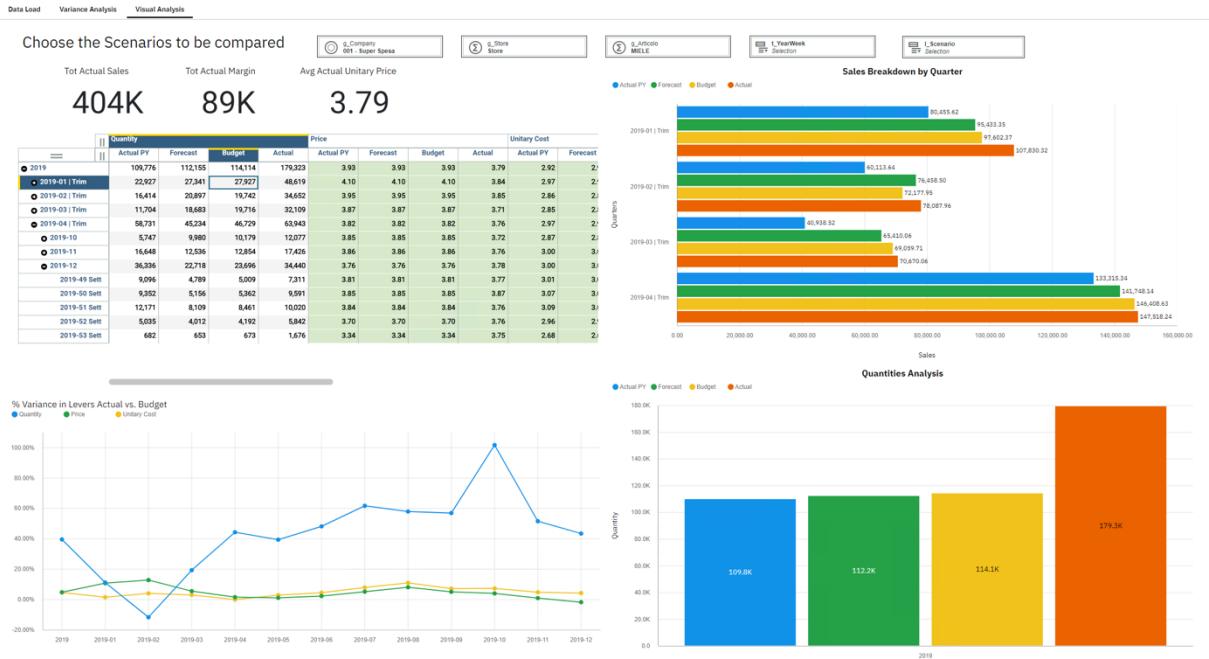 Data Load Variance Analysis Visual Analysis
Choose the Scenarios to be compared
g_Company
001 - Super Spesa
g_Store
Store
g_Articolo
MIELE
t_YearWeek
Selection
l_Scenario
Selection
Tot Actual Sales Tot Actual Margin Avg Actual Unitary Price
404K 89K 3.79
Quantity Price Unitary Cost
Actual PY Forecast Budget Actual Actual PY Forecast Budget Actual Actual PY Forecast
2019 109,776 112,155 114,114 179,323 3.93 3.93 3.93 3.79 2.92
2019-01 | Trim 22,927 27,341 27,927 48,619 4.10 4.10 4.10 3.84 2.97
2019-02 | Trim 16,414 20,897 19,742 34,652 3.95 3.95 3.95 3.85 2.86
2019-03 | Trim 11,704 18,683 19,716 32,109 3.87 3.87 3.87 3.71 2.85
2019-04 | Trim 58,731 45,234 46,729 63,943 3.82 3.82 3.82 3.76 2.97
2019-10 5,747 9,980 10,179 12,077 3.85 3.85 3.85 3.72 2.87
2019-11 16,648 12,536 12,854 17,426 3.86 3.86 3.86 3.76 3.00
2019-12 36,336 22,718 23,696 34,440 3.76 3.76 3.76 3.78 3.00
2019-49 Sett 9,096 4,789 5,009 7,311 3.81 3.81 3.81 3.77 3.01
2019-50 Sett 9,352 5,156 5,362 9,591 3.85 3.85 3.85 3.87 3.07
2019-51 Sett 12,171 8,109 8,461 10,020 3.84 3.84 3.84 3.76 3.09
2019-52 Sett 5,035 4,012 4,192 5,842 3.70 3.70 3.70 3.76 2.96
2019-53 Sett 682 653 673 1,676 3.34 3.34 3.34 3.75 2.68
Sales Breakdown by Quarter
Actual PY Forecast Budget Actual
Quarters
2019-01 | Trim
80,455.62
95,433.35
97,602.37
107,830.32
2019-02 | Trim
60,113.64
76,458.50
72,177.95
78,087.96
2019-03 | Trim
40,938.32
65,410.06
69,059.71
70,670.06
2019-04 | Trim
133,315.34
141,748.14
146,408.63
147,518.24
0.00 20,000.00 40,000.00 60,000.00 80,000.00 100,000.00 120,000.00 140,000.00 160,000.00
Sales
% Variance in Levers Actual vs. Budget
Quantity Price Unitary Cost
100.00%
80.00%
60.00%
40.00%
20.00%
0.00%
-20.00%
2019 2019-01 2019-02 2019-03 2019-04 2019-05 2019-06 2019-07 2019-08 2019-09 2019-10 2019-11 2019-12
Quantities Analysis
Actual PY Forecast Budget Actual
Quantity
180.0K
160.0K
140.0K
120.0K
100.0K
80.0K
60.0K
40.0K
20.0K
0.0
109.8K 112.2K 114.1K 179.3K
2019